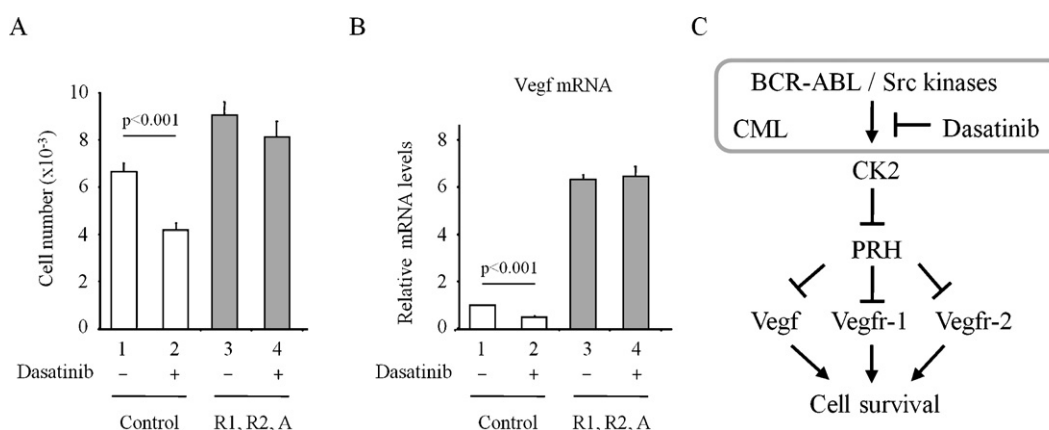 A
Cell number (x10-3)
10
8
6
4
2
0
p<0.001
1 2 3 4
Dasatinib − + − +
Control R1, R2, A
B
Vegf mRNA
Relative mRNA levels
8
6
4
2
0
p<0.001
1 2 3 4
Dasatinib − + − +
Control R1, R2, A
C
BCR-ABL / Src kinases
CML Dasatinib
CK2
PRH
Vegf Vegfr-1 Vegfr-2
Cell survival